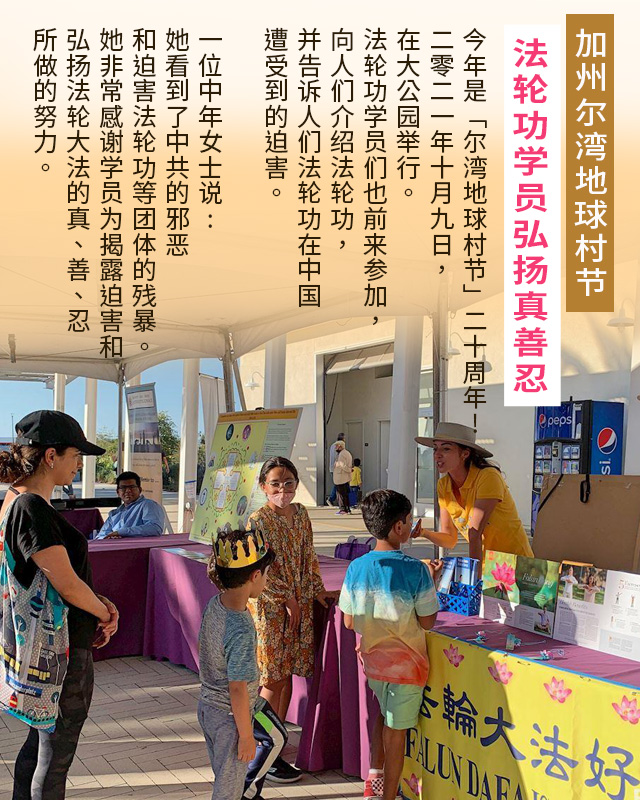 加州尔湾地球村节
法轮功学员弘扬真善忍
今年是「尔湾地球村节」二十周年！
二零二一年十月九日，
在大公园举行。
法轮功学员们也前来参加，
向人们介绍法轮功，
并告诉人们法轮功在中国
遭受到的迫害。
一位中年女士说：
她看到了中共的邪恶
和迫害法轮功等团体的残暴。
她非常感谢学员为揭露迫害和
弘扬法轮大法的真、善、忍
所做的努力。
pepsi
法輪大法好
FALUN DAFA